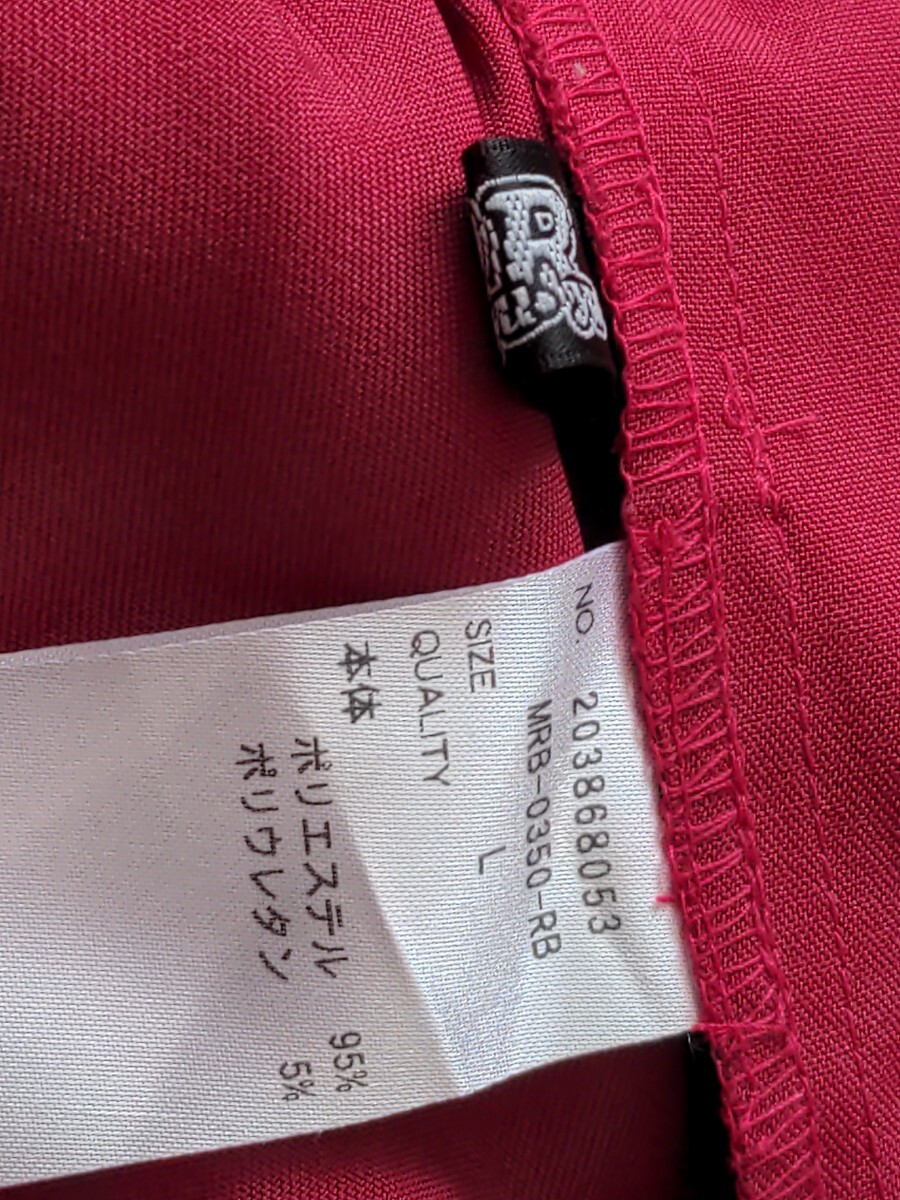 NO. 203868053
MRB-0350-RB
SIZE L
QUALITY
本体
ポリエステル 95%
ポリウレタン 5%